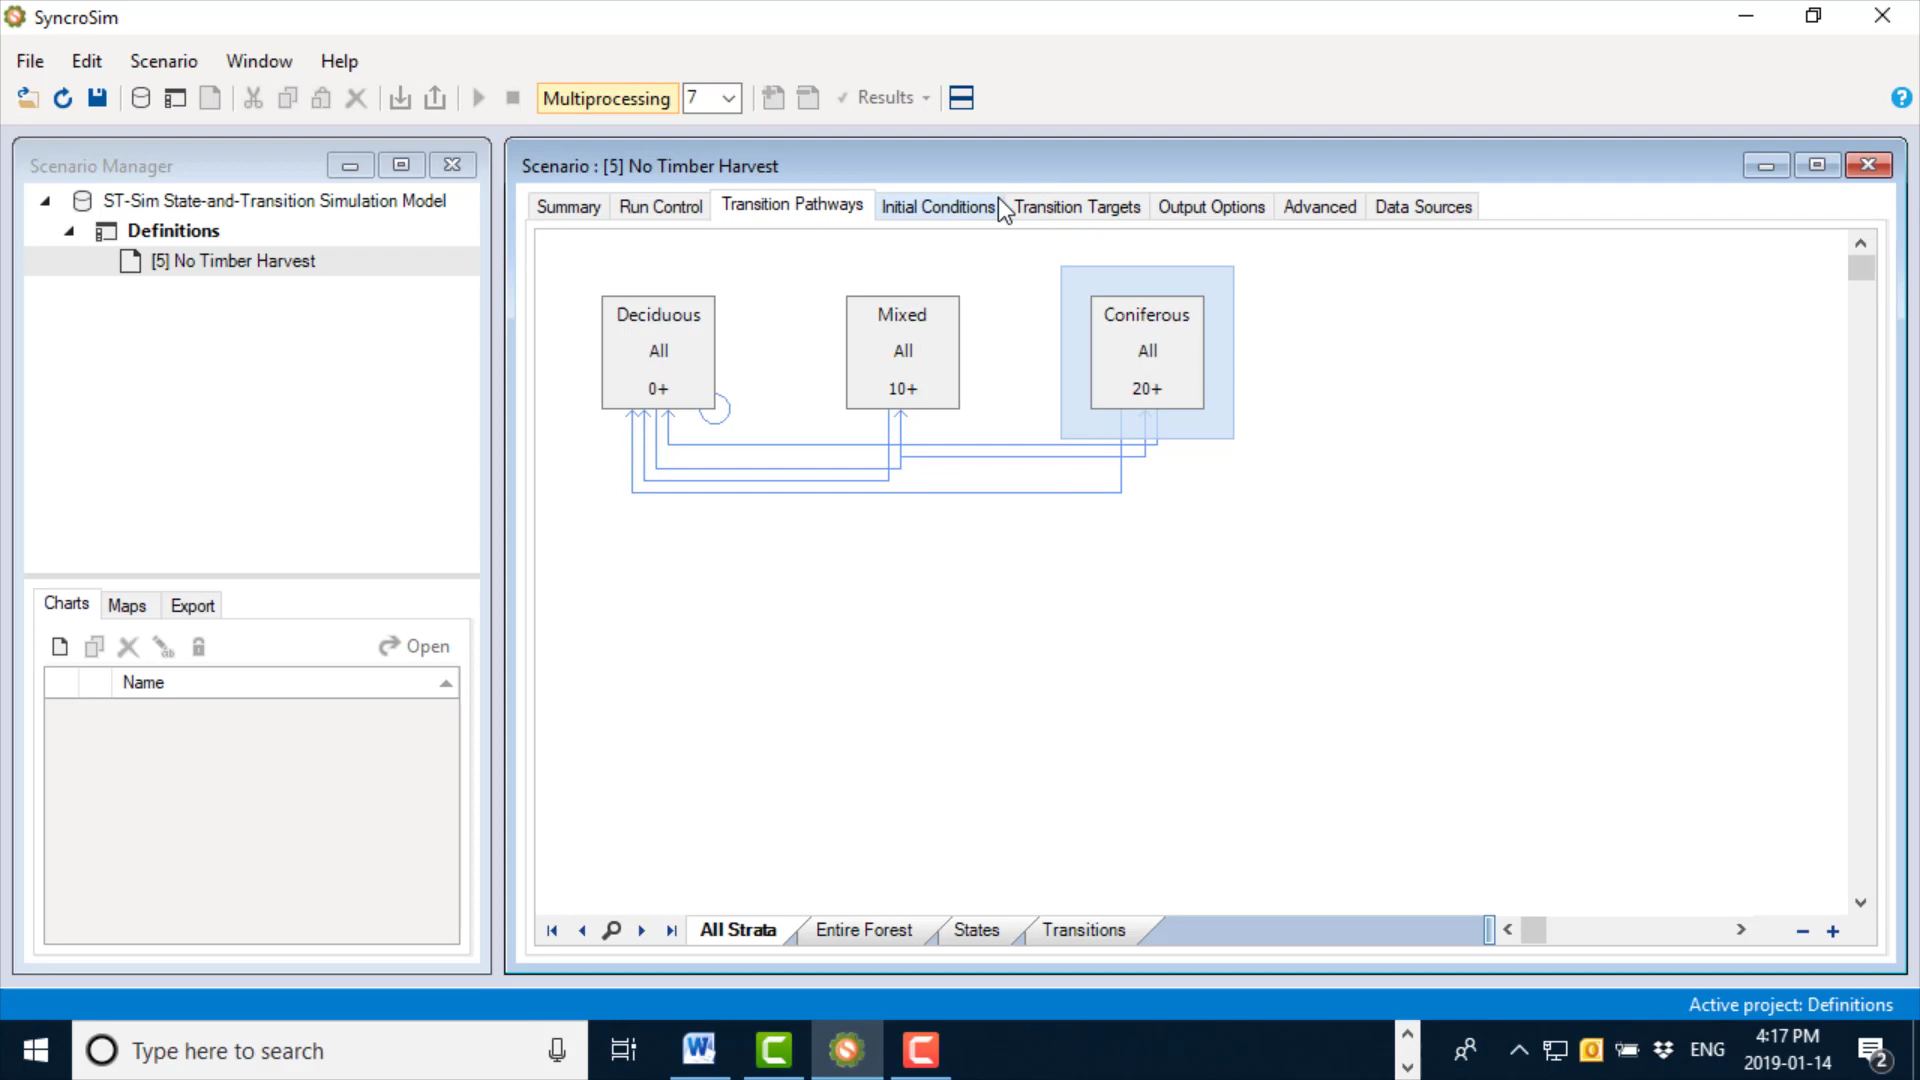 SyncroSim
File Edit Scenario Window Help
Multiprocessing 7 Results
Scenario Manager
ST-Sim State-and-Transition Simulation Model
Definitions
[5] No Timber Harvest
Charts Maps Export
Open
Name
Scenario : [5] No Timber Harvest
Summary Run Control Transition Pathways Initial Conditions Transition Targets Output Options Advanced Data Sources
Deciduous Mixed Coniferous
All All All
0+ 10+ 20+
All Strata Entire Forest States Transitions
Active project: Definitions
Type here to search
ENG
4:17 PM
2019-01-14
2